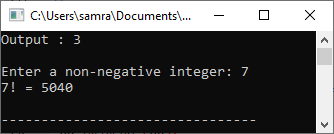 C:\Users\samra\Documents\...
Output : 3
Enter a non-negative integer: 7
7! = 5040
--------------------------------